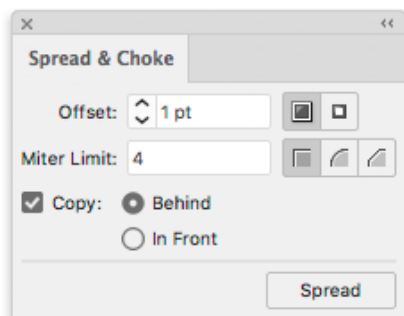 Spread & Choke
Offset: 1 pt
Miter Limit: 4
Copy: Behind
In Front
Spread